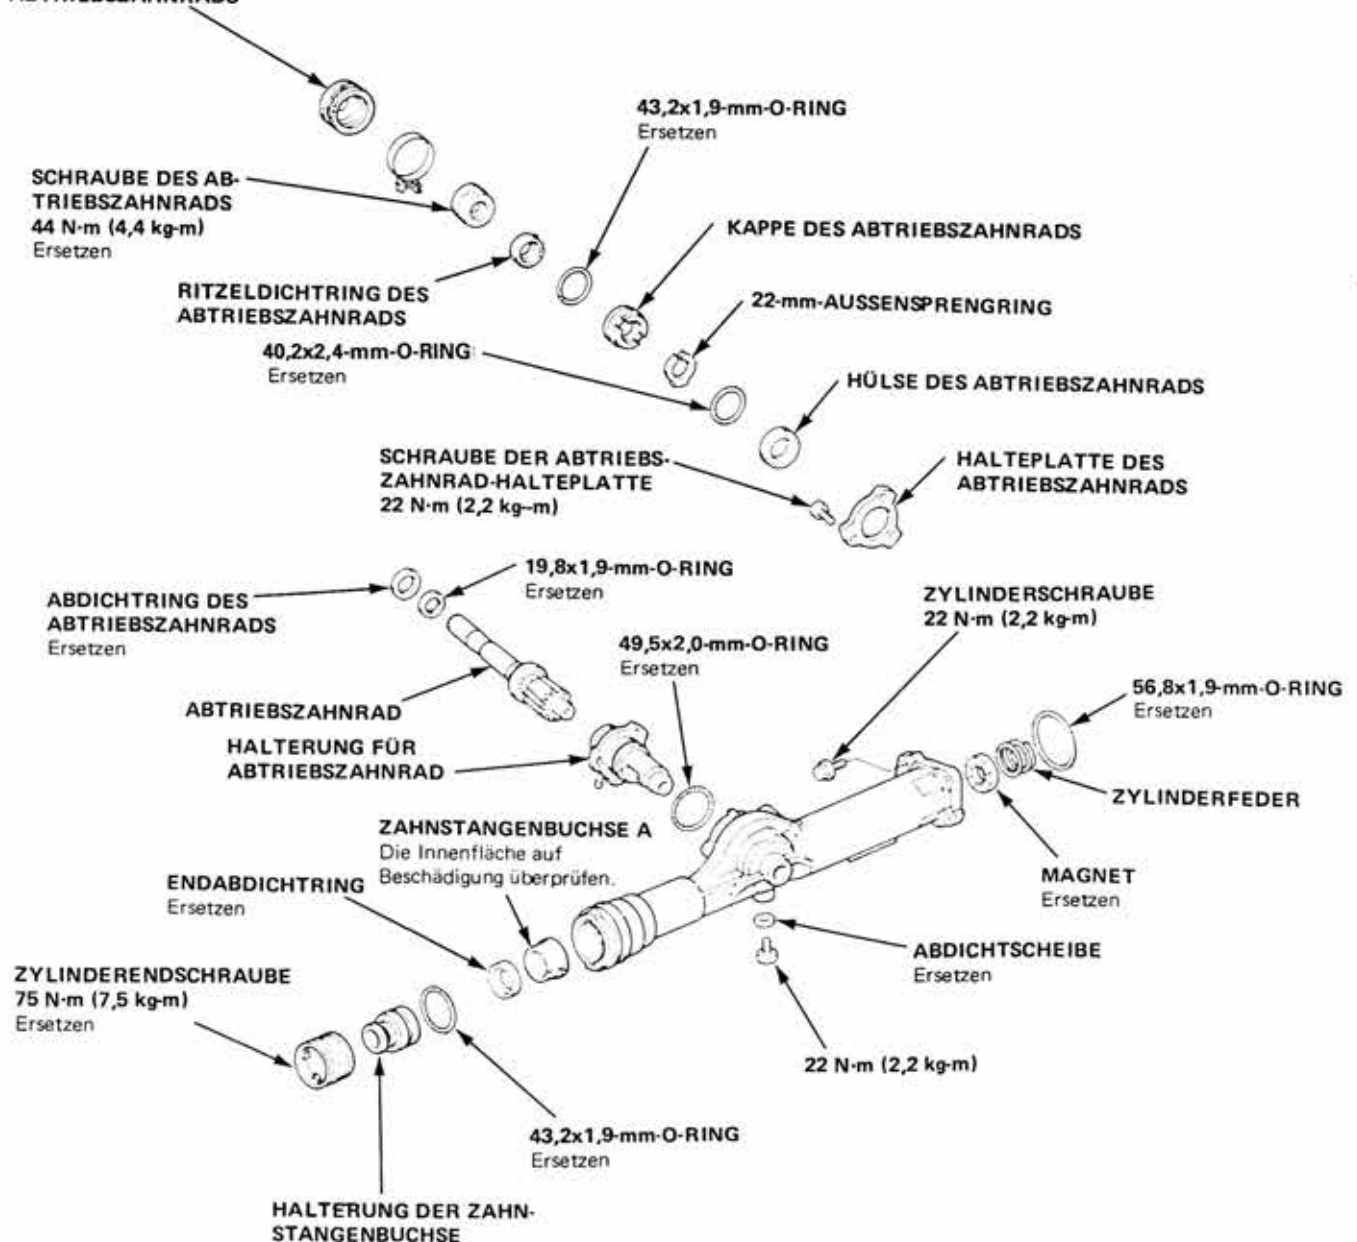 43,2x1,9-mm-O-RING
Ersetzen
SCHRAUBE DES AB-
TRIEBSZAHNRADS
44 N·m (4,4 kg-m)
Ersetzen
KAPPE DES ABTRIEBSZAHNRADS
RITZELDICHTRING DES
ABTRIEBSZAHNRADS
22-mm-AUSSENSPRENGRING
40,2x2,4-mm-O-RING
Ersetzen
HÜLSE DES ABTRIEBSZAHNRADS
SCHRAUBE DER ABTRIEBS-
ZAHNRAD-HALTEPLATTE
22 N·m (2,2 kg--m)
HALTEPLATTE DES
ABTRIEBSZAHNRADS
19,8x1,9-mm-O-RING
Ersetzen
ABDICHTRING DES
ABTRIEBSZAHNRADS
Ersetzen
ZYLINDERSCHRAUBE
22 N·m (2,2 kg-m)
49,5x2,0-mm-O-RING
Ersetzen
56,8x1,9-mm-O-RING
Ersetzen
ABTRIEBSZAHNRAD
HALTERUNG FÜR
ABTRIEBSZAHNRAD
ZYLINDERFEDER
ZAHNSTANGENBUCHSE A
Die Innenfläche auf
Beschädigung überprüfen.
MAGNET
Ersetzen
ENDABDICHTRING
Ersetzen
ABDICHTSCHEIBE
Ersetzen
ZYLINDERENDSCHRAUBE
75 N·m (7,5 kg-m)
Ersetzen
22 N·m (2,2 kg-m)
43,2x1,9-mm-O-RING
Ersetzen
HALTERUNG DER ZAHN-
STANGENBUCHSE